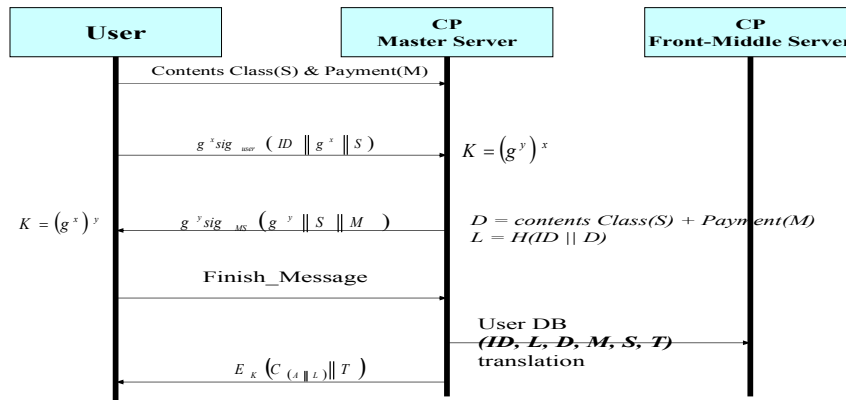 User
CP
Master Server
CP
Front-Middle Server
Contents Class(S) & Payment(M)
g^x sig_user (ID || g^x || S)
K = (g^y)^x
K = (g^x)^y
g^y sig_MS (g^y || S || M)
D = contents Class(S) + Payment(M)
L = H(ID || D)
Finish_Message
User DB
(ID, L, D, M, S, T)
translation
E_K (C_(A || L) || T)